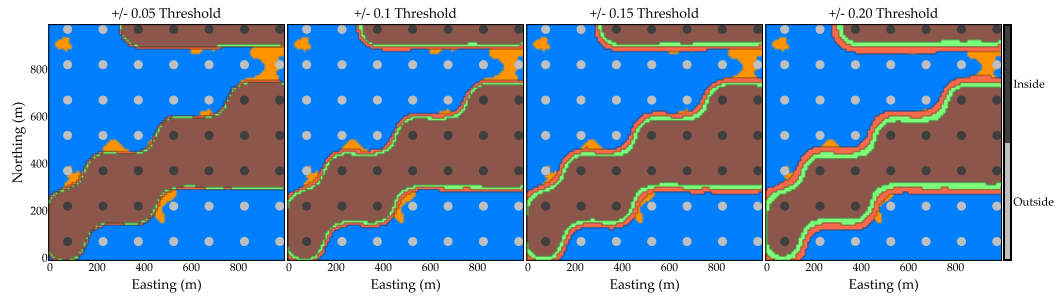 +/- 0.05 Threshold
+/- 0.1 Threshold
+/- 0.15 Threshold
+/- 0.20 Threshold
Northing (m)
800
600
400
200
0
Inside
Outside
0 200 400 600 800
0 200 400 600 800
0 200 400 600 800
0 200 400 600 800
Easting (m)
Easting (m)
Easting (m)
Easting (m)